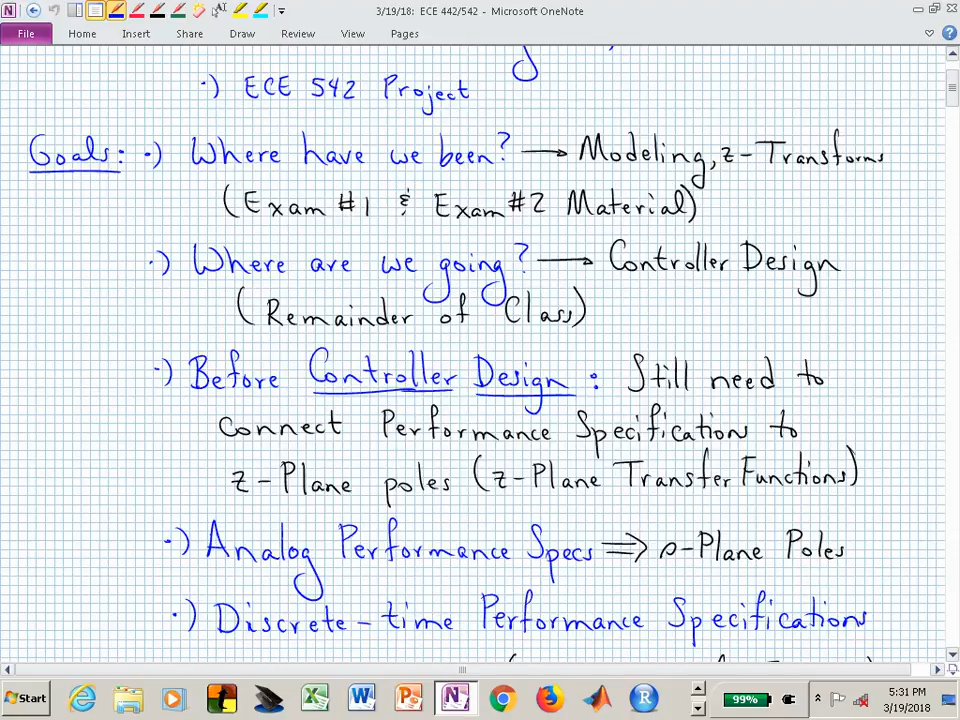 3/19/18: ECE 442/542 - Microsoft OneNote
File Home Insert Share Draw Review View Pages
·) ECE 542 Project
Goals: ·) Where have we been? → Modeling, z-Transforms
(Exam #1 & Exam #2 Material)
·) Where are we going? → Controller Design
(Remainder of Class)
·) Before Controller Design : Still need to
connect Performance Specifications to
z-Plane poles (z-Plane Transfer Functions)
·) Analog Performance Specs ⇒ s-Plane Poles
·) Discrete-time Performance Specifications
Start
99%
5:31 PM
3/19/2018